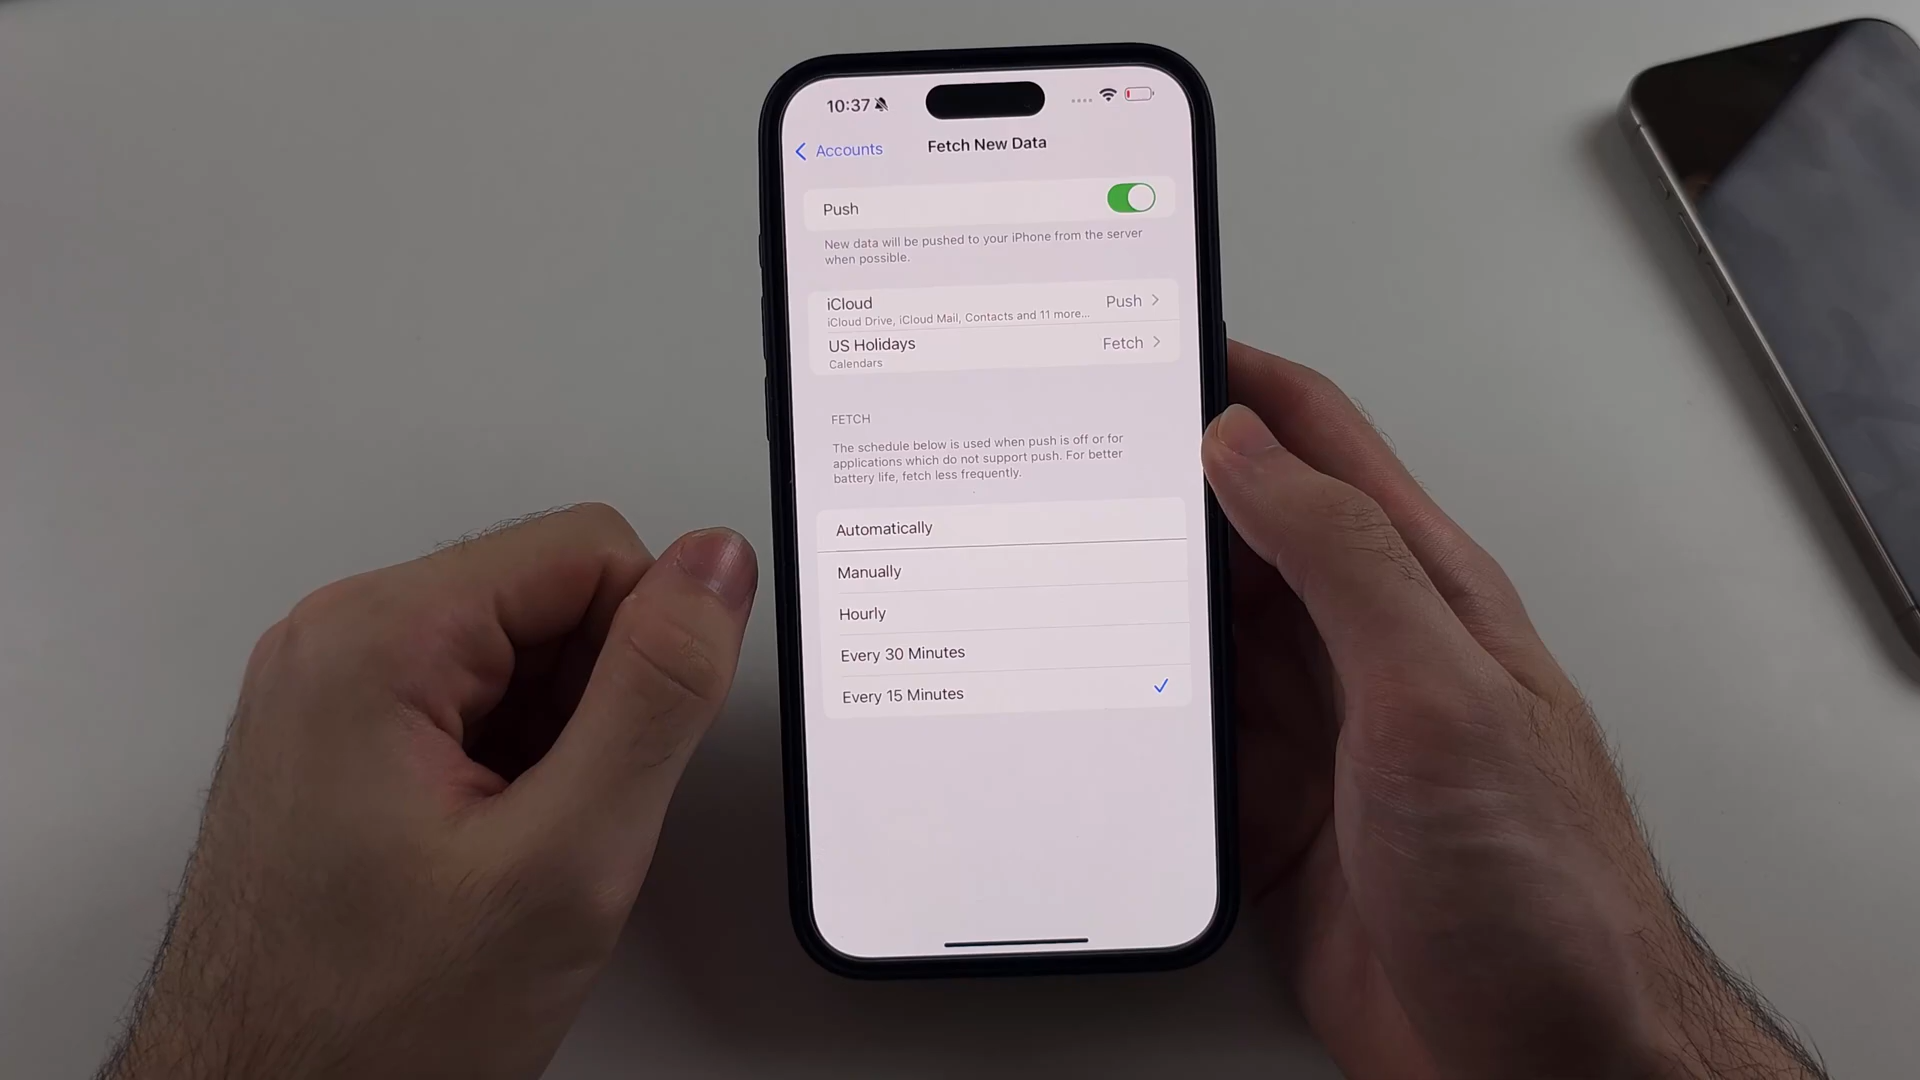 10:37
Accounts
Fetch New Data
Push
New data will be pushed to your iPhone from the server
when possible.
iCloud
Push
iCloud Drive, iCloud Mail, Contacts and 11 more...
US Holidays
Fetch
Calendars
FETCH
The schedule below is used when push is off or for
applications which do not support push. For better
battery life, fetch less frequently.
Automatically
Manually
Hourly
Every 30 Minutes
Every 15 Minutes